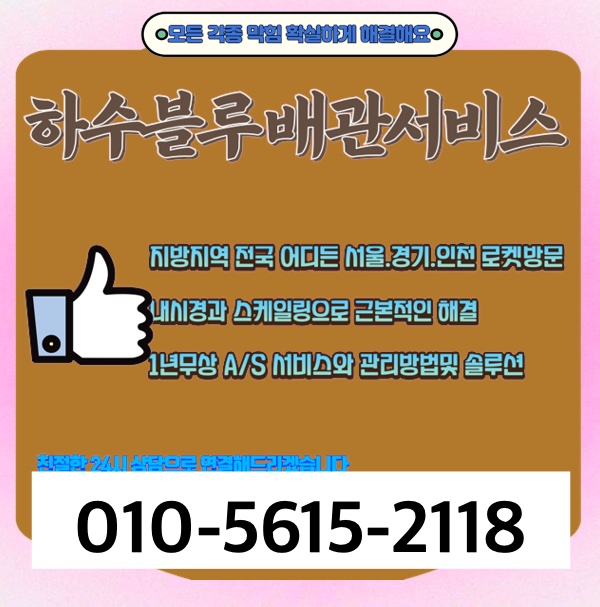 모든 각종 막힘 확실하게 해결해요
하수블루배관서비스
지방지역 전국 어디든 서울.경기.인천 로켓방문
내시경과 스케일링으로 근본적인 해결
1년무상 A/S 서비스와 관리방법및 솔루션
친절한 24시 상담으로 연결해드리겠습니다
010-5615-2118